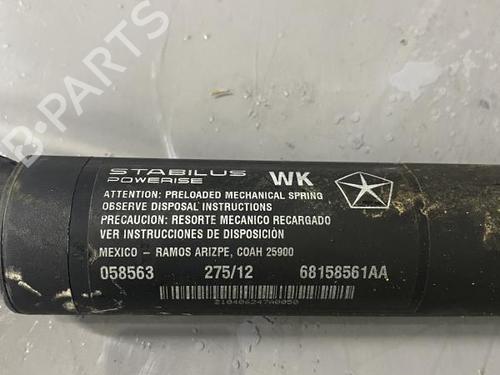 B-PARTS
STABILUS
POWERISE
WK
ATTENTION: PRELOADED MECHANICAL SPRING
OBSERVE DISPOSAL INSTRUCTIONS
PRECAUCION: RESORTE MECANICO RECARGADO
VER INSTRUCCIONES DE DISPOSICIÓN
MEXICO – RAMOS ARIZPE, COAH 25900
058563 275/12 68158561AA
210406247A0050